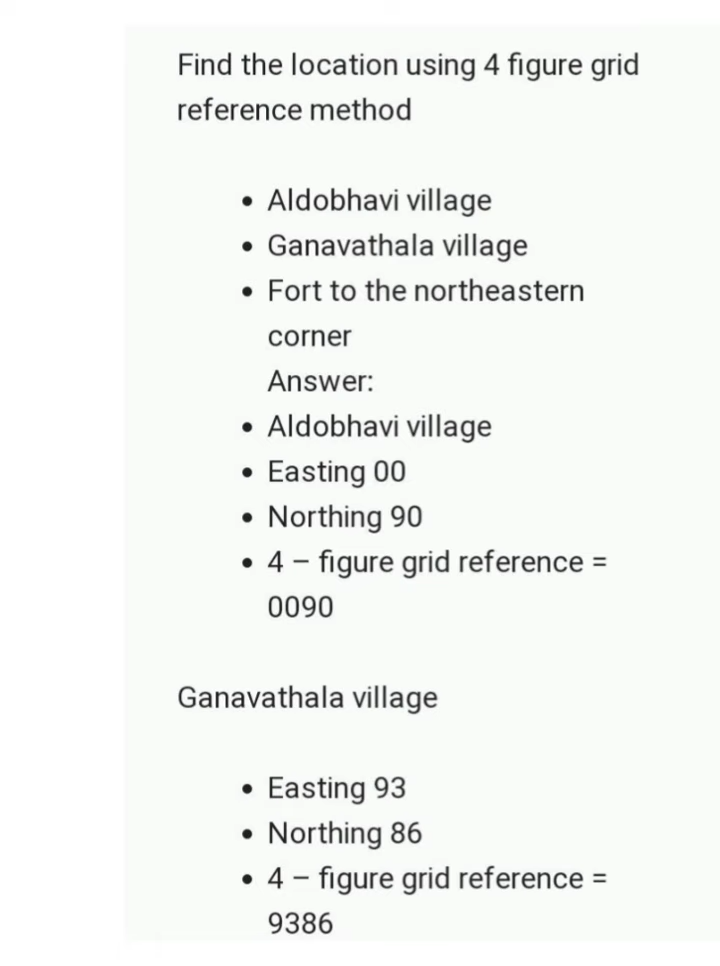 Find the location using 4 figure grid
reference method
• Aldobhavi village
• Ganavathala village
• Fort to the northeastern
corner
Answer:
• Aldobhavi village
• Easting 00
• Northing 90
• 4 – figure grid reference =
0090
Ganavathala village
• Easting 93
• Northing 86
• 4 – figure grid reference =
9386